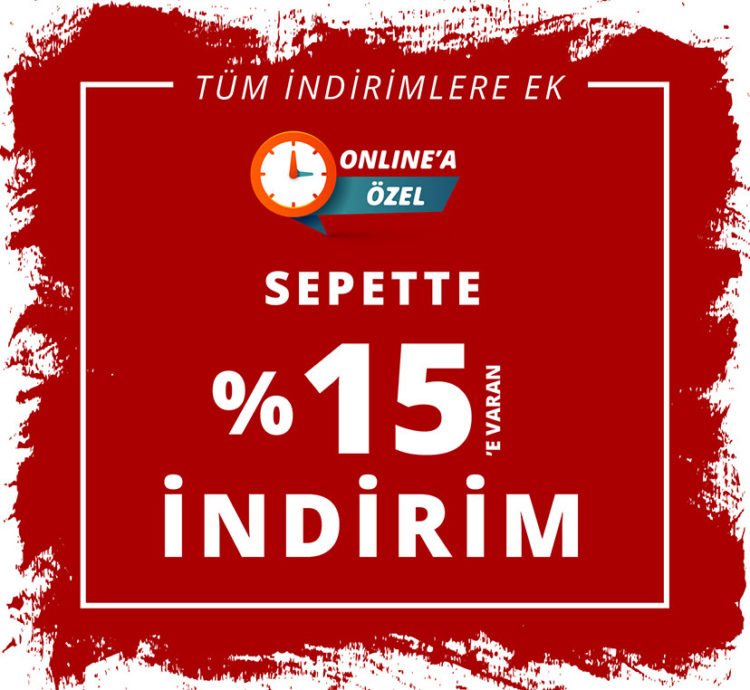 TÜM İNDİRİMLERE EK
ONLINE'A
ÖZEL
SEPETTE
%15'E VARAN
İNDİRİM